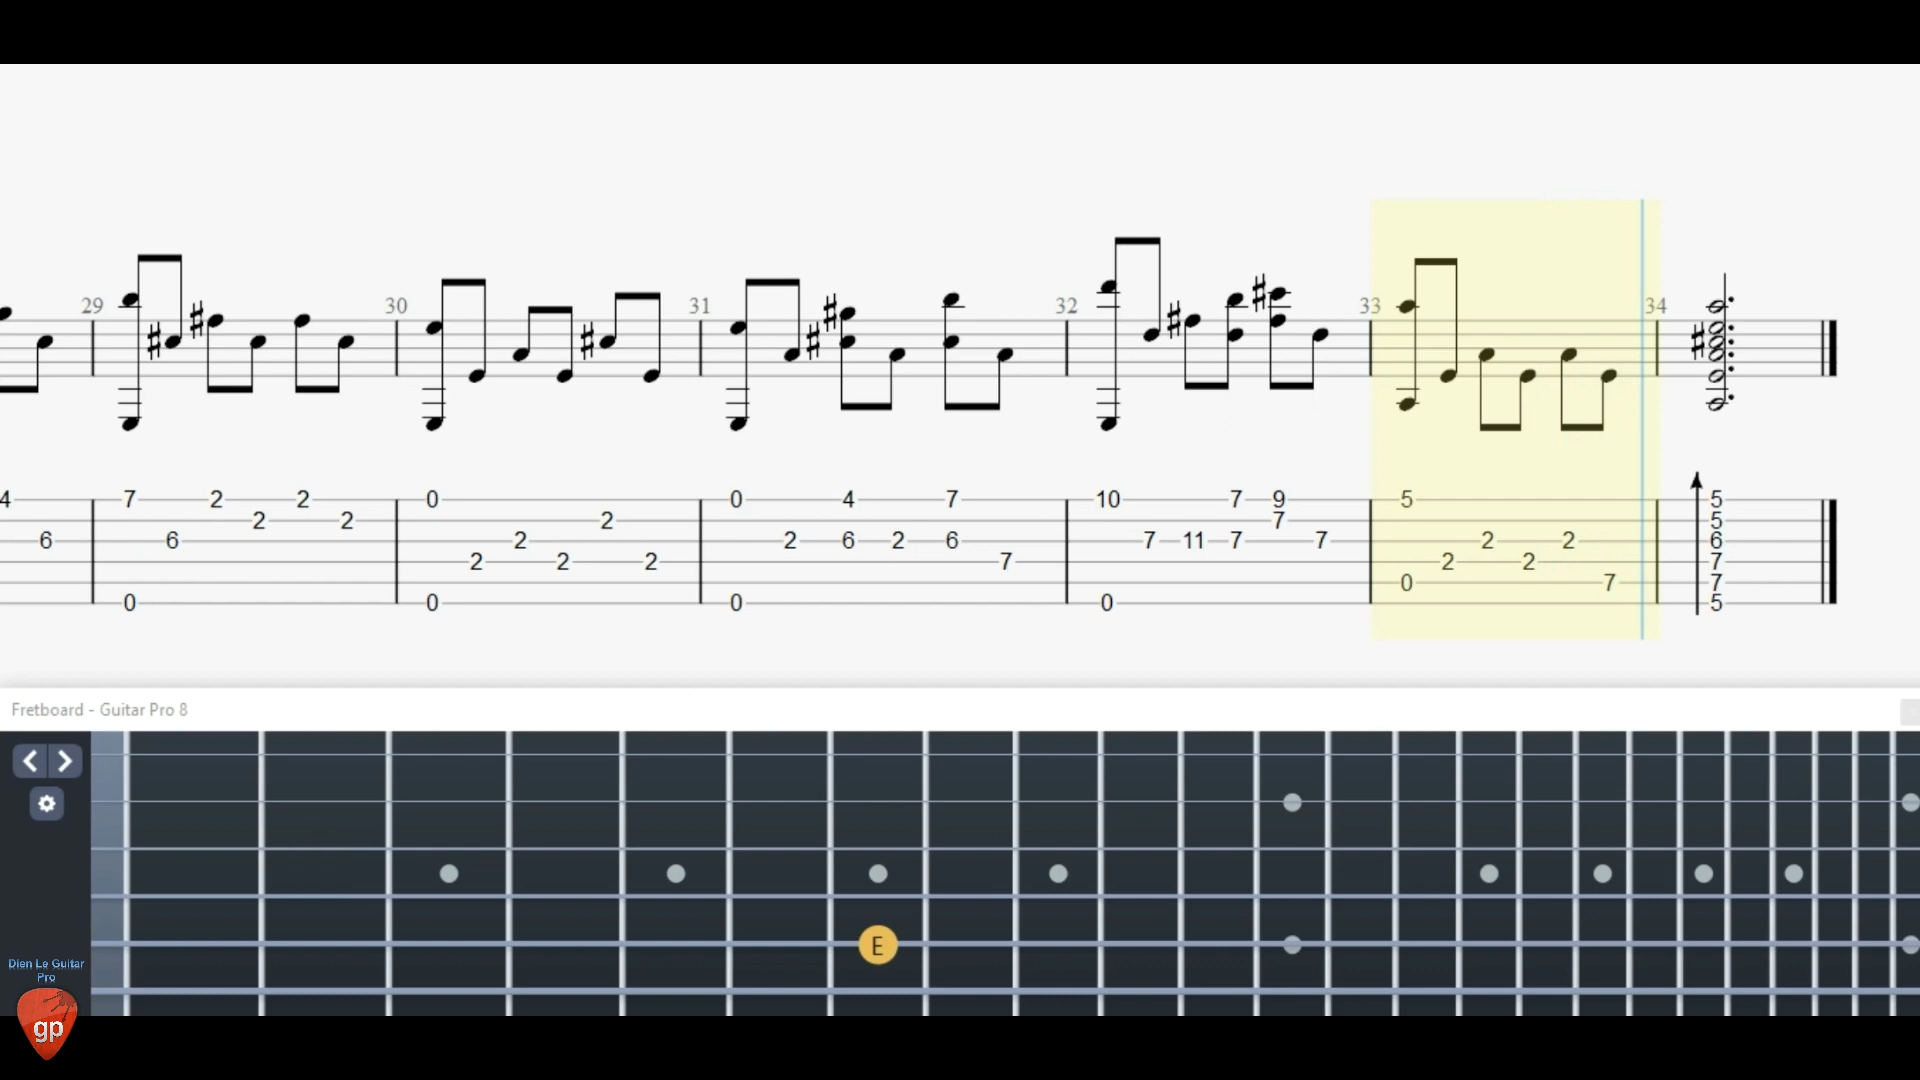 29 30 31 32 33 34
4 7 2 2 0 0 4 7 10 7 9 5 5
2 2 2 7 5
6 6 2 2 6 2 6 7 11 7 7 2 2 6
2 2 2 7 2 2 7
0 7 7
0 0 0 0 5
Fretboard - Guitar Pro 8
E
Dien Le Guitar
Pro
gp